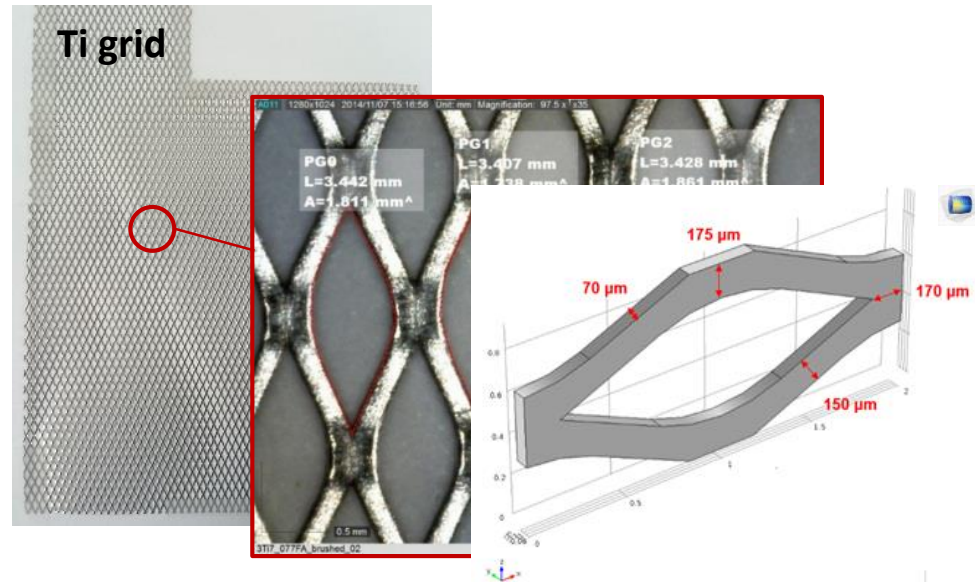 Ti grid
AD11 1280x1024 2014/11/07 15:16:56 Unit: mm Magnification: 97.5 x
PG0
L=3.442 mm
A=1.811 mm^
PG1
L=3.407 mm
PG2
L=3.428 mm
A=1.861 mm^
0.5 mm
3Ti7_077FA_brushed_02
175 µm
70 µm
170 µm
150 µm
0.8
0.6
0.4
0.2
0
0
0.5
1
1.5
2
z
y
x